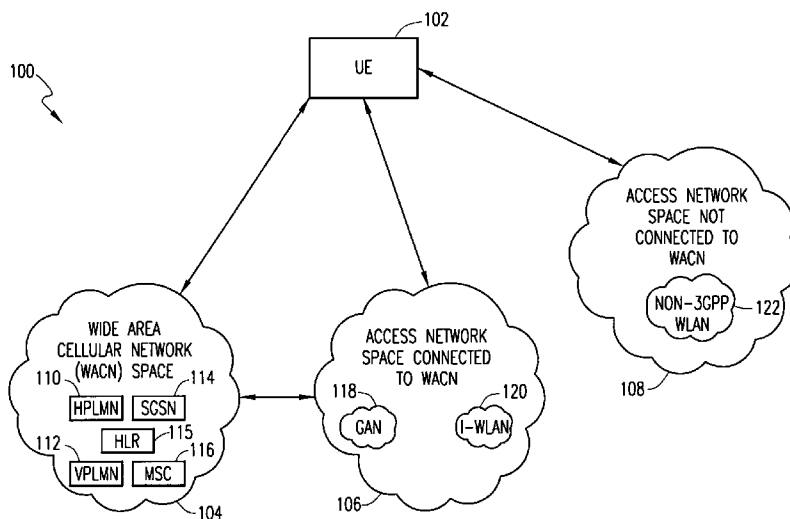 102
100
UE
ACCESS NETWORK
SPACE NOT
CONNECTED TO
WACN
NON-3GPP
WLAN
122
108
WIDE AREA
CELLULAR NETWORK
(WACN) SPACE
110
114
HPLMN
SGSN
HLR
115
112
116
VPLMN
MSC
104
ACCESS NETWORK
SPACE CONNECTED
TO WACN
118
120
GAN
I-WLAN
106